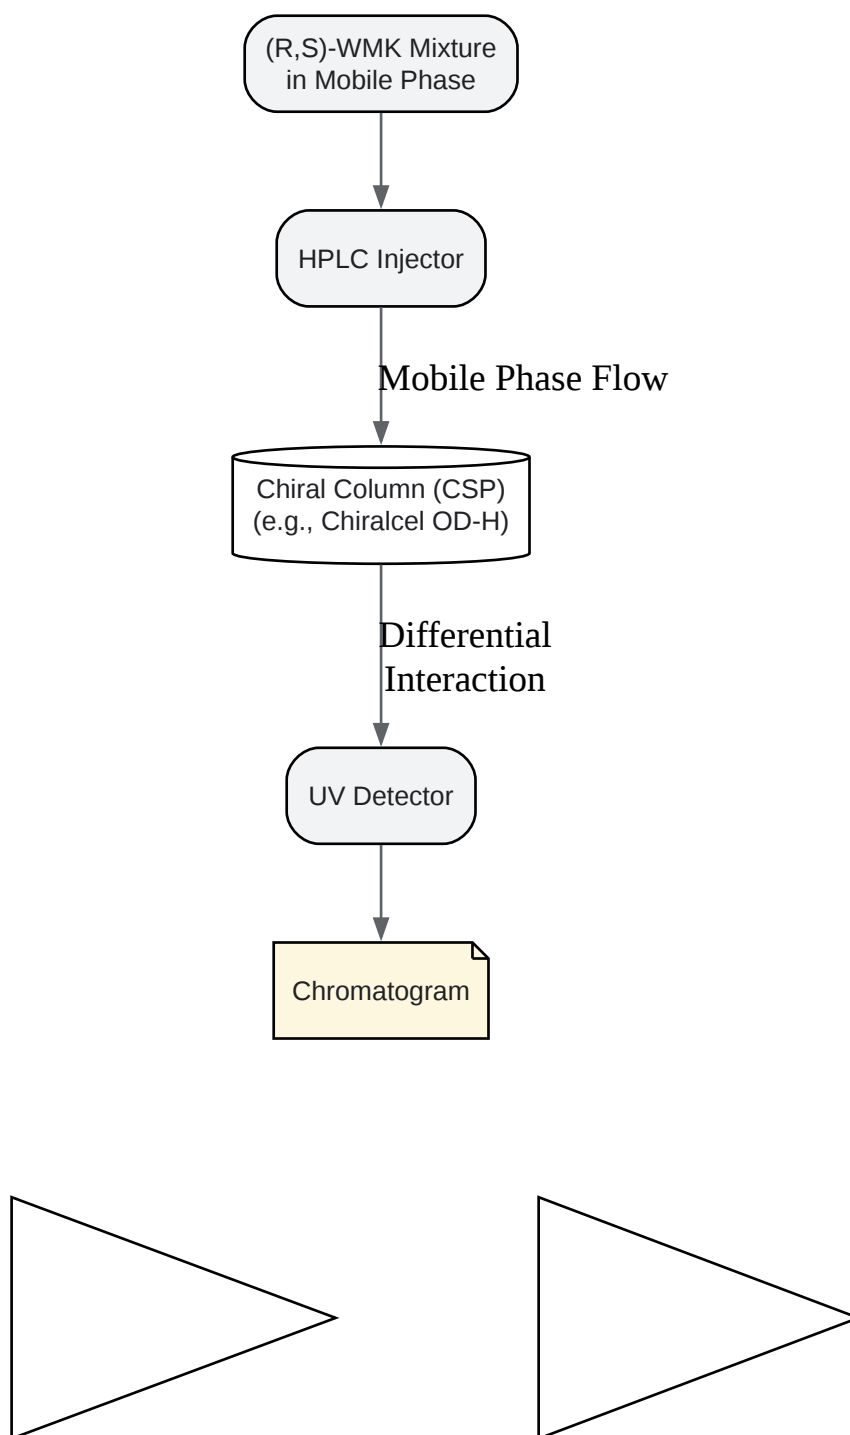 (R,S)-WMK Mixture
in Mobile Phase
HPLC Injector
Mobile Phase Flow
Chiral Column (CSP)
(e.g., Chiralcel OD-H)
Differential
Interaction
UV Detector
Chromatogram